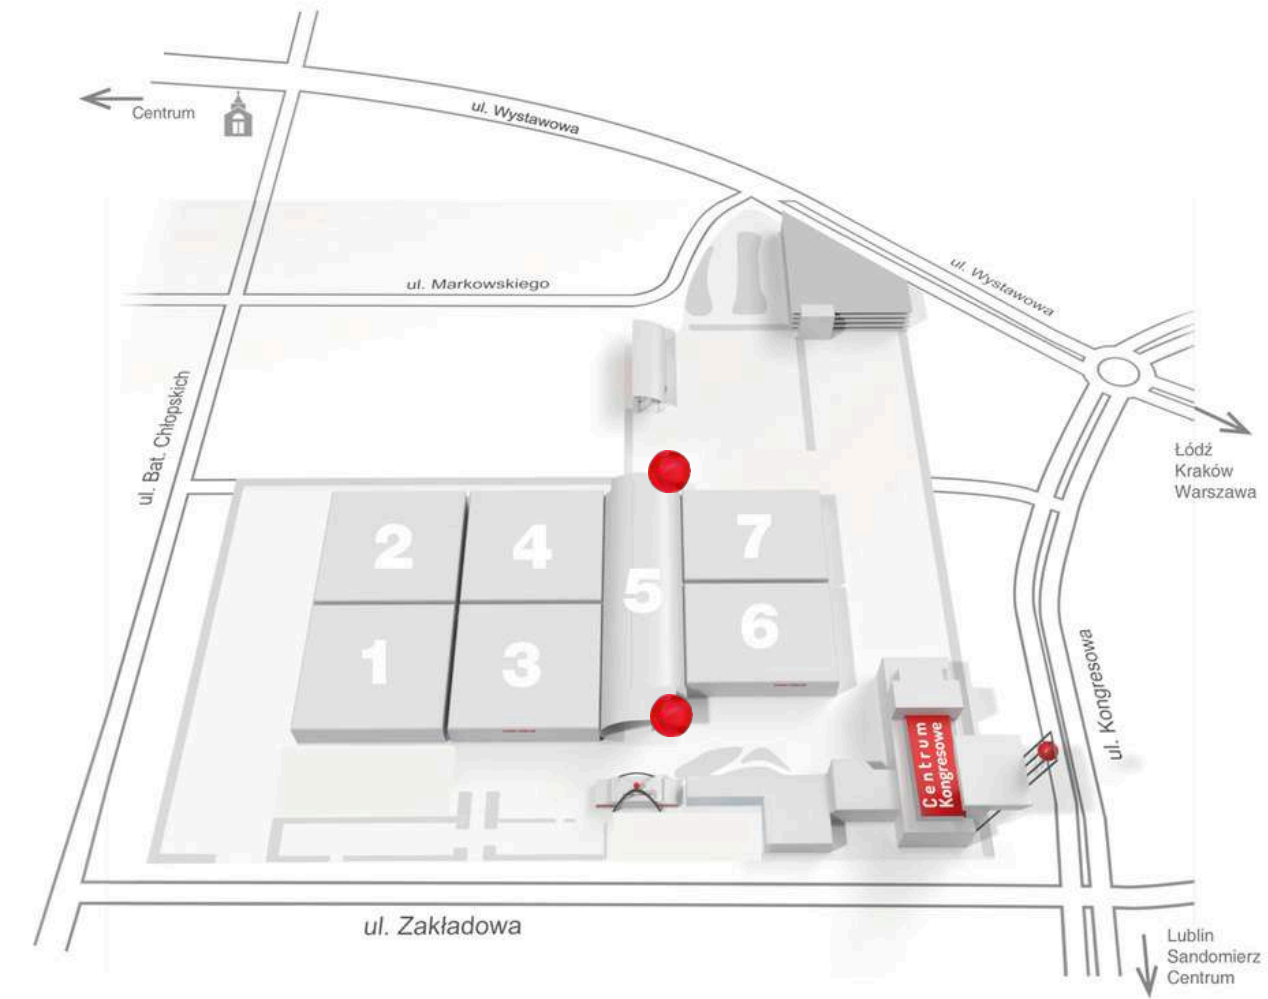 ul. Wystawowa
Centrum
ul. Wystawowa
ul. Markowskiego
ul. Bat. Chłopskich
Łódź
Kraków
Warszawa
2
4
5
7
1
3
6
ul. Kongresowa
Centrum
Kongresowe
ul. Zakładowa
Lublin
Sandomierz
Centrum